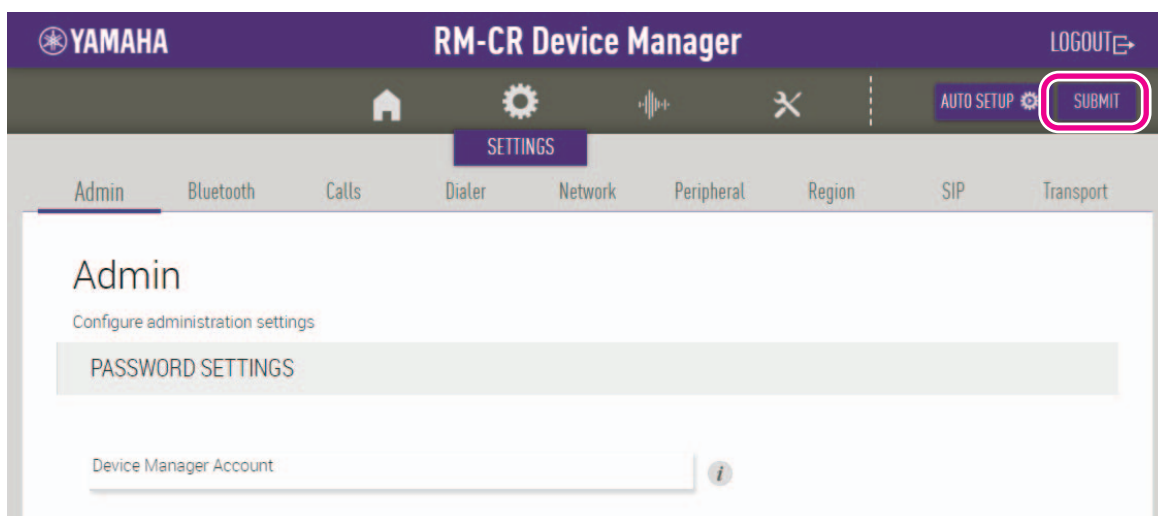 YAMAHA RM-CR Device Manager LOGOUT
AUTO SETUP SUBMIT
SETTINGS
Admin Bluetooth Calls Dialer Network Peripheral Region SIP Transport
Admin
Configure administration settings
PASSWORD SETTINGS
Device Manager Account i